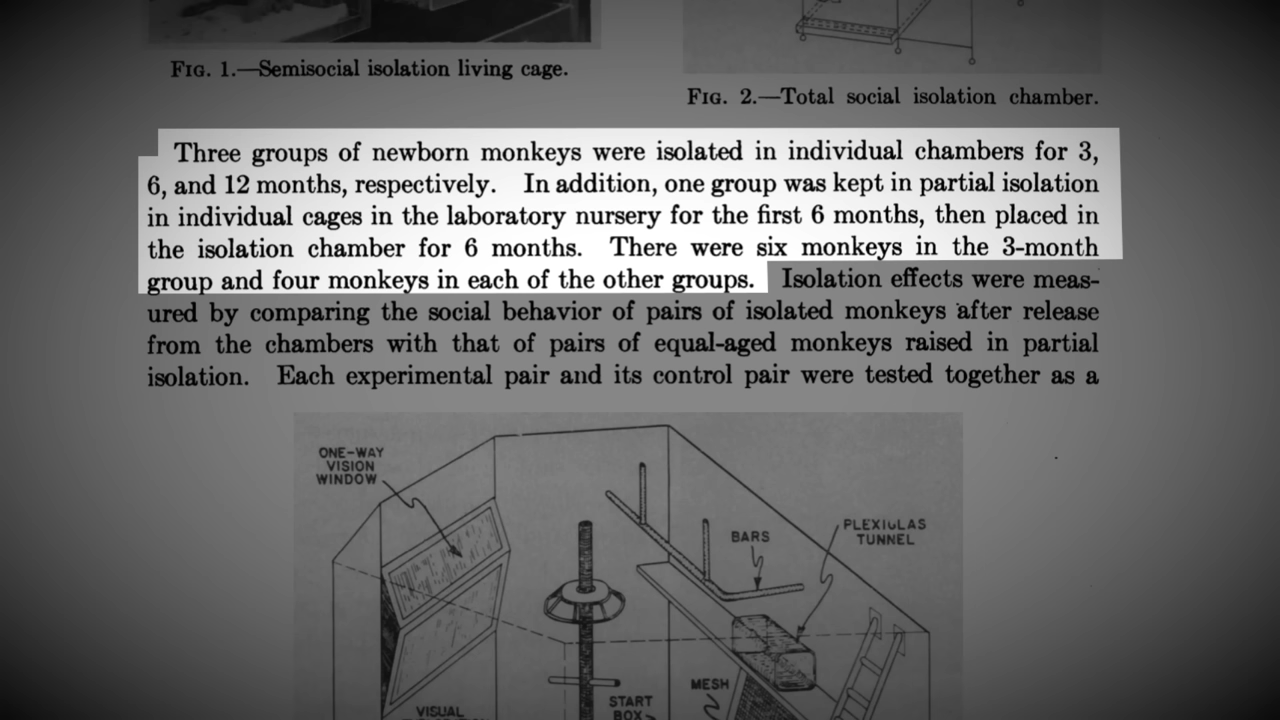 FIG. 1.—Semisocial isolation living cage.
FIG. 2.—Total social isolation chamber.
Three groups of newborn monkeys were isolated in individual chambers for 3,
6, and 12 months, respectively. In addition, one group was kept in partial isolation
in individual cages in the laboratory nursery for the first 6 months, then placed in
the isolation chamber for 6 months. There were six monkeys in the 3-month
group and four monkeys in each of the other groups. Isolation effects were meas-
ured by comparing the social behavior of pairs of isolated monkeys after release
from the chambers with that of pairs of equal-aged monkeys raised in partial
isolation. Each experimental pair and its control pair were tested together as a
ONE-WAY
VISION
WINDOW
BARS
PLEXIGLAS
TUNNEL
MESH
START
BOX
VISUAL